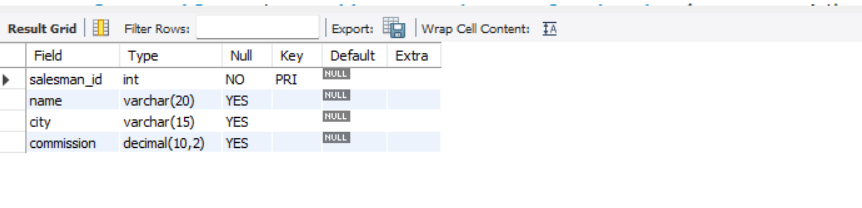 Result Grid Filter Rows: Export: Wrap Cell Content: IA
Field Type Null Key Default Extra
salesman_id int NO PRI NULL
name varchar(20) YES NULL
city varchar(15) YES NULL
commission decimal(10,2) YES NULL